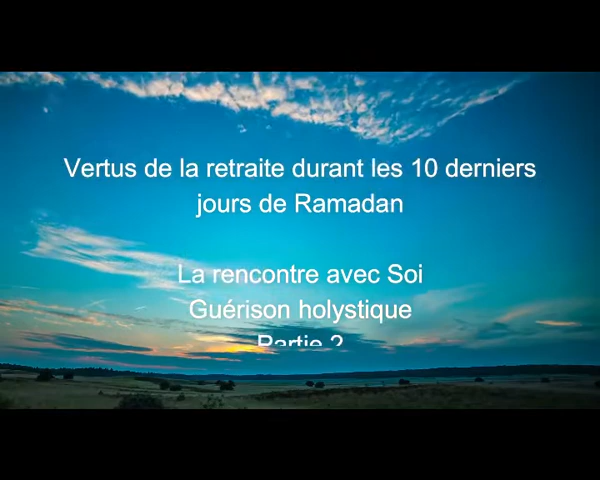 Vertus de la retraite durant les 10 derniers
jours de Ramadan
La rencontre avec Soi
Guérison holystique
Partie 2